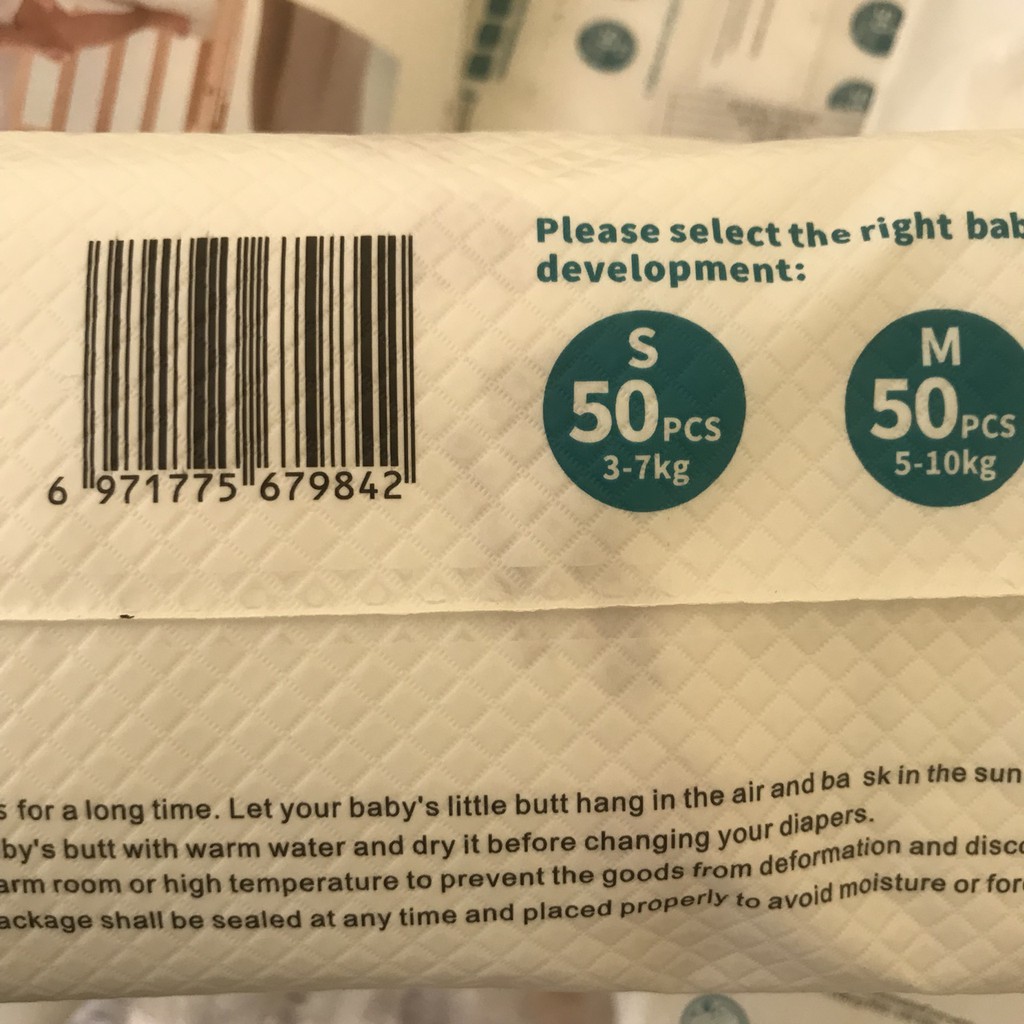 Please select the right bab
development:
S
50PCS
3-7kg
M
50PCS
5-10kg
6 971775 679842
s for a long time. Let your baby's little butt hang in the air and ba sk in the sun
by's butt with warm water and dry it before changing your diapers.
arm room or high temperature to prevent the goods from deformation and disco
ackage shall be sealed at any time and placed properly to avoid moisture or for